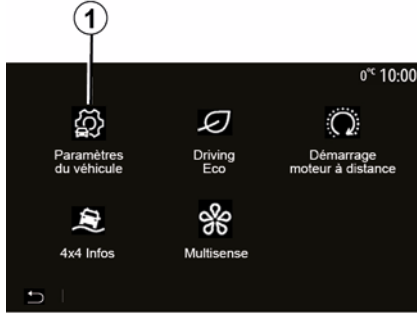 1
0°C 10:00
Paramètres
du véhicule
Driving
Eco
Démarrage
moteur à distance
4x4 Infos
Multisense